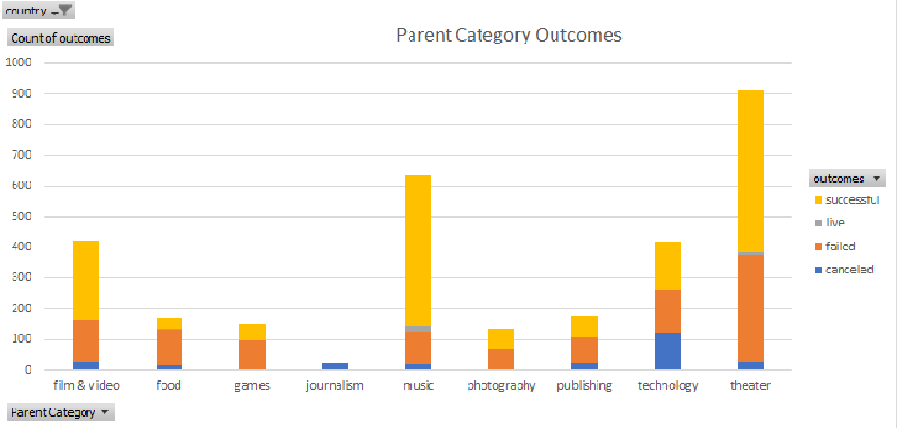 country
Count of outcomes
Parent Category Outcomes
1000
900
800
700
600
500
400
300
200
100
0
film & video
food
games
journalism
music
photography
publishing
technology
theater
outcomes
successful
live
failed
canceled
Parent Category